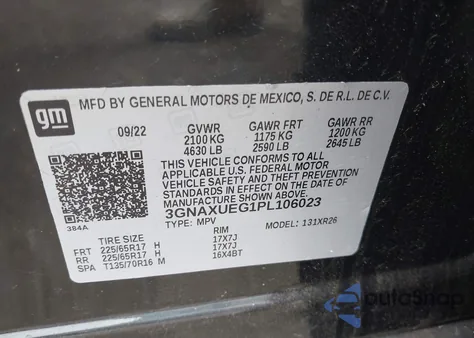 gm
MFD BY GENERAL MOTORS DE MEXICO, S. DE R.L. DE C.V.
09/22 GVWR GAWR FRT GAWR RR
2100 KG 1175 KG 1200 KG
4630 LB 2590 LB 2645 LB
THIS VEHICLE CONFORMS TO ALL
APPLICABLE U.S. FEDERAL MOTOR
VEHICLE SAFETY AND BUMPER
STANDARDS IN EFFECT ON THE DATE
OF MANUFACTURE SHOWN ABOVE.
3GNAXUEG1PL106023
384A TYPE: MPV MODEL: 131XR26
TIRE SIZE RIM
FRT 225/65R17 H 17X7J
RR 225/65R17 H 17X7J
SPA T135/70R16 M 16X4BT
autoSnap